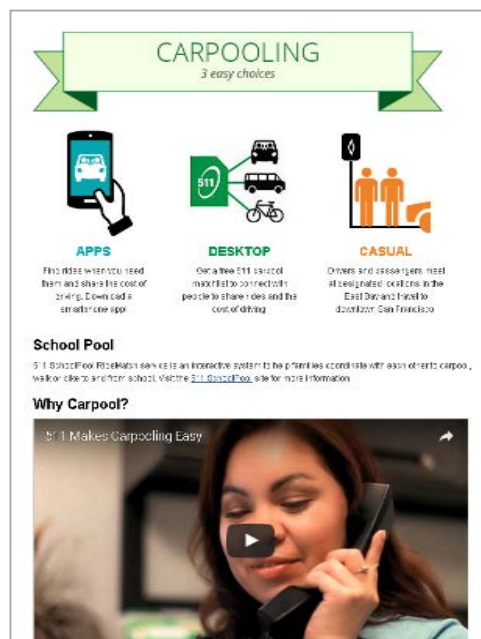 CARPOOLING
3 easy choices
511
APPS
DESKTOP
CASUAL
Find rides when you need
them and share the cost of
driving. Download a
smartphone app!
Get a free 511 carpool
matchlist to connect with
people to share rides and the
cost of driving
Drivers and passengers meet
at designated locations in the
East Bay and travel to
downtown San Francisco
School Pool
511 SchoolPool RideMatch service is an interactive system to help families coordinate with each other to carpool,
walk or bike to and from school. Visit the 511 SchoolPool site for more information
Why Carpool?
511 Makes Carpooling Easy